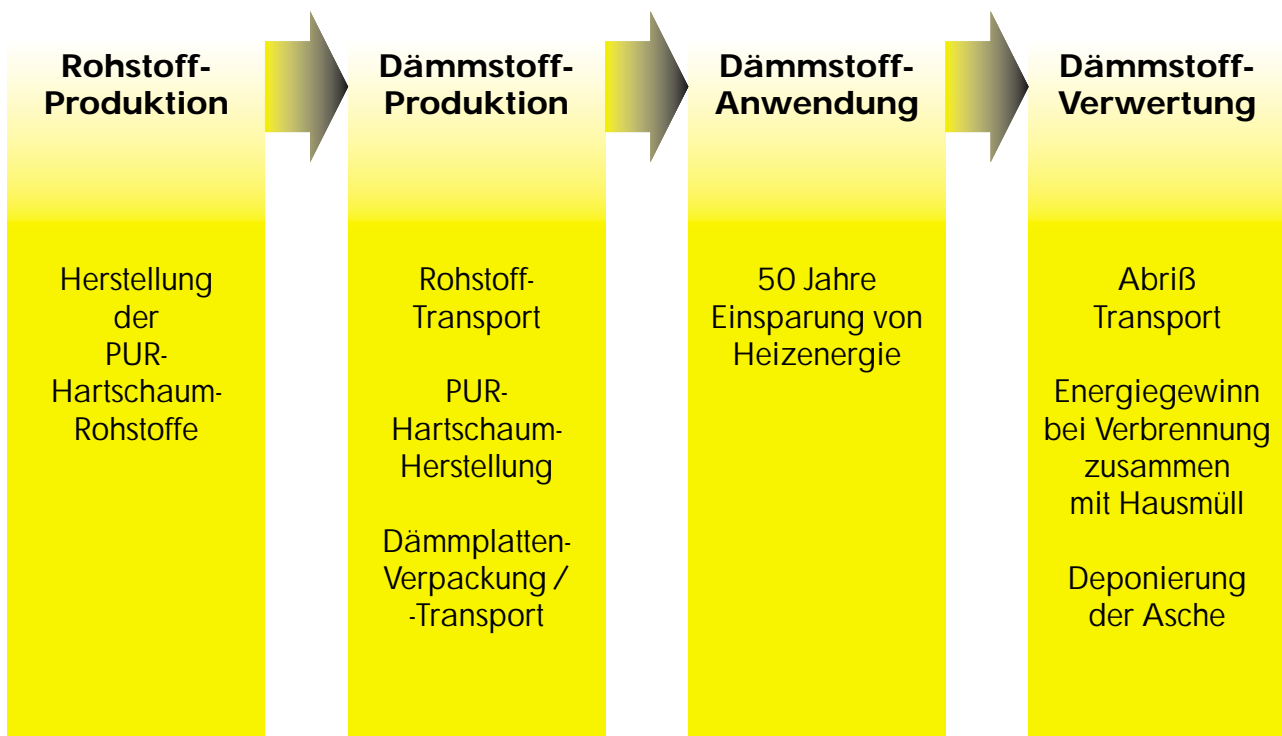 Rohstoff-
Produktion
Herstellung
der
PUR-
Hartschaum-
Rohstoffe
Dämmstoff-
Produktion
Rohstoff-
Transport
PUR-
Hartschaum-
Herstellung
Dämmplatten-
Verpackung /
-Transport
Dämmstoff-
Anwendung
50 Jahre
Einsparung von
Heizenergie
Dämmstoff-
Verwertung
Abriß
Transport
Energiegewinn
bei Verbrennung
zusammen
mit Hausmüll
Deponierung
der Asche